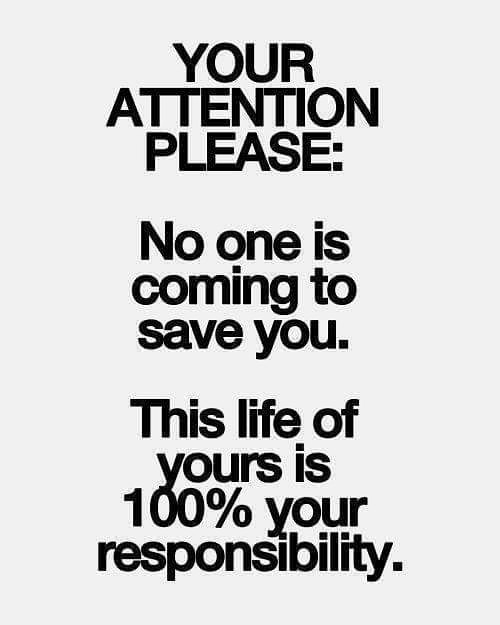 YOUR
ATTENTION
PLEASE:
No one is
coming to
save you.
This life of
yours is
100% your
responsibility.